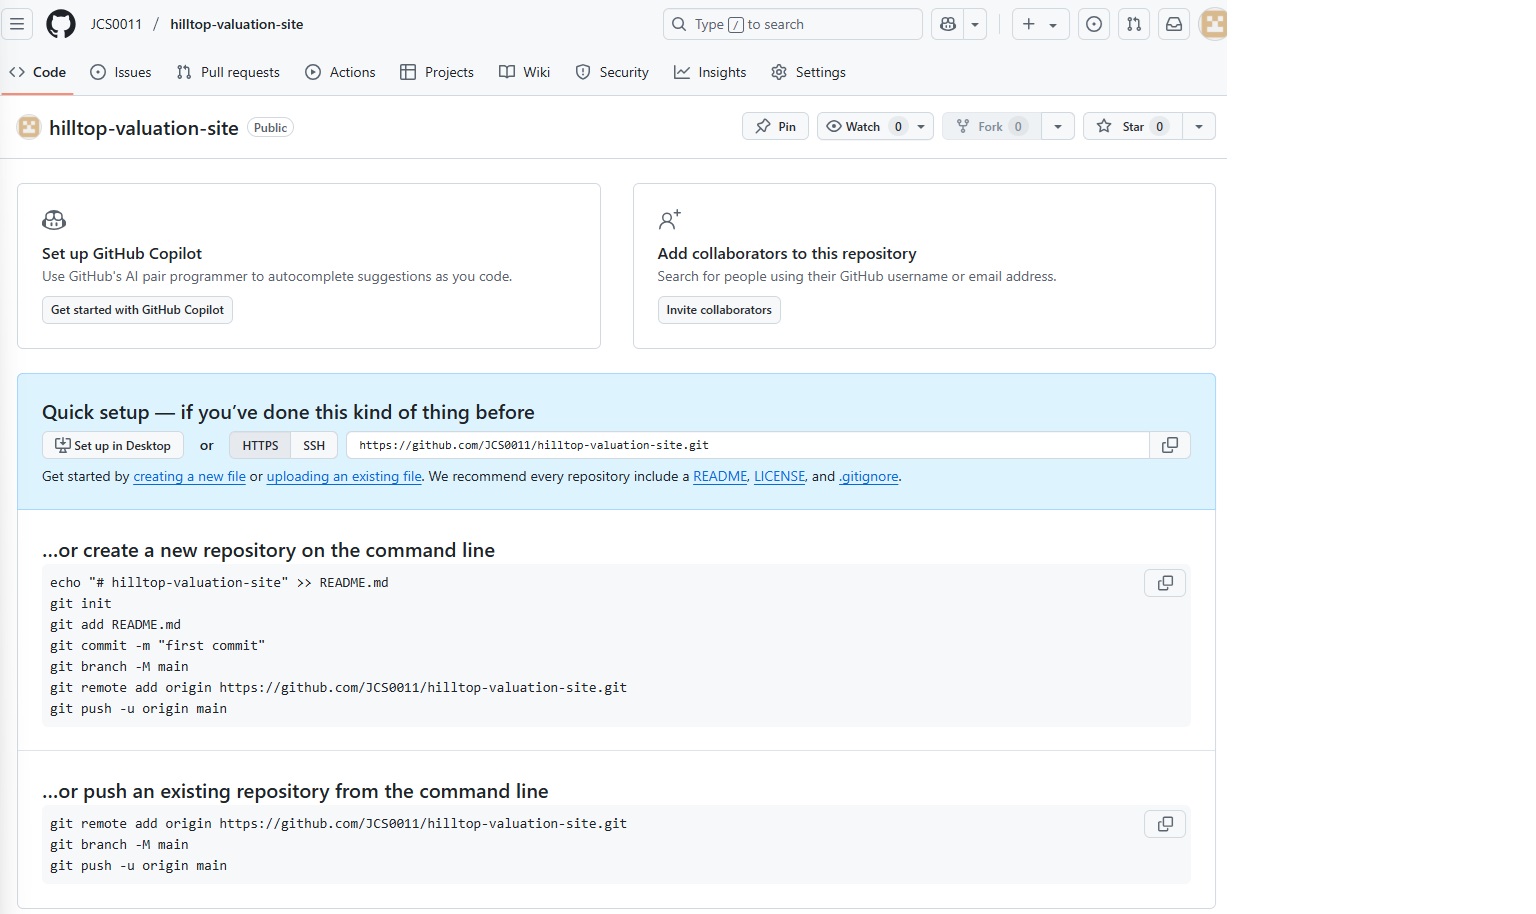 JCS0011 / hilltop-valuation-site
Type / to search
Code Issues Pull requests Actions Projects Wiki Security Insights Settings
hilltop-valuation-site Public
Pin Watch 0 Fork 0 Star 0
Set up GitHub Copilot
Use GitHub's AI pair programmer to autocomplete suggestions as you code.
Get started with GitHub Copilot
Add collaborators to this repository
Search for people using their GitHub username or email address.
Invite collaborators
Quick setup — if you’ve done this kind of thing before
Set up in Desktop or HTTPS SSH https://github.com/JCS0011/hilltop-valuation-site.git
Get started by creating a new file or uploading an existing file. We recommend every repository include a README, LICENSE, and .gitignore.
…or create a new repository on the command line
echo "# hilltop-valuation-site" >> README.md
git init
git add README.md
git commit -m "first commit"
git branch -M main
git remote add origin https://github.com/JCS0011/hilltop-valuation-site.git
git push -u origin main
…or push an existing repository from the command line
git remote add origin https://github.com/JCS0011/hilltop-valuation-site.git
git branch -M main
git push -u origin main